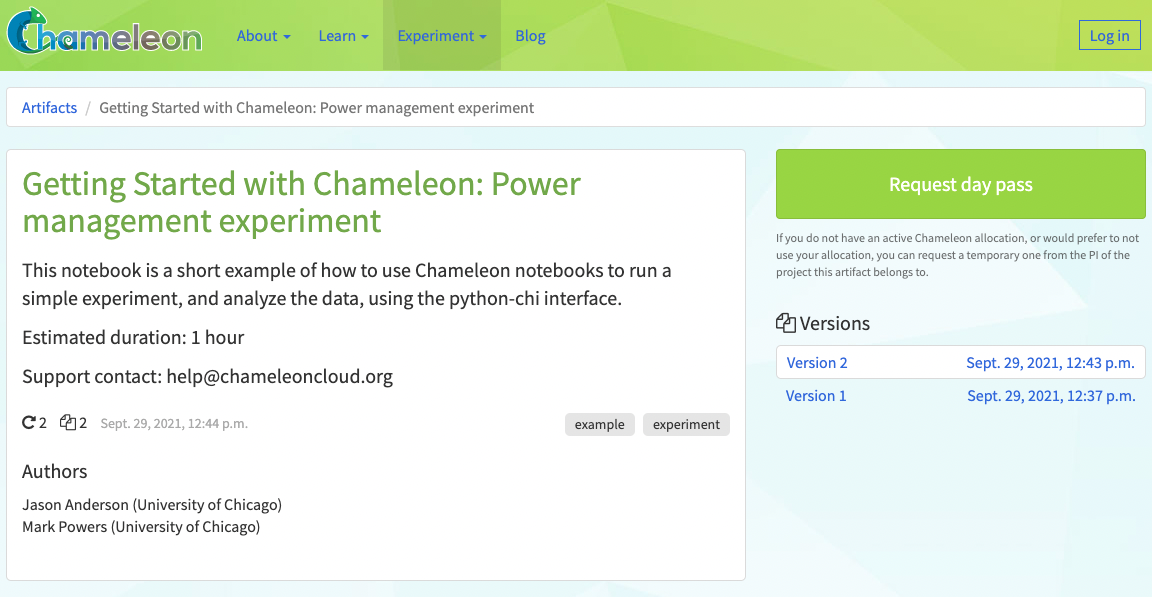 Chameleon
About
Learn
Experiment
Blog
Log in
Artifacts / Getting Started with Chameleon: Power management experiment
Getting Started with Chameleon: Power
management experiment
This notebook is a short example of how to use Chameleon notebooks to run a
simple experiment, and analyze the data, using the python-chi interface.
Estimated duration: 1 hour
Support contact: help@chameleoncloud.org
2 2 Sept. 29, 2021, 12:44 p.m.
example
experiment
Authors
Jason Anderson (University of Chicago)
Mark Powers (University of Chicago)
Request day pass
If you do not have an active Chameleon allocation, or would prefer to not
use your allocation, you can request a temporary one from the PI of the
project this artifact belongs to.
Versions
Version 2 Sept. 29, 2021, 12:43 p.m.
Version 1 Sept. 29, 2021, 12:37 p.m.